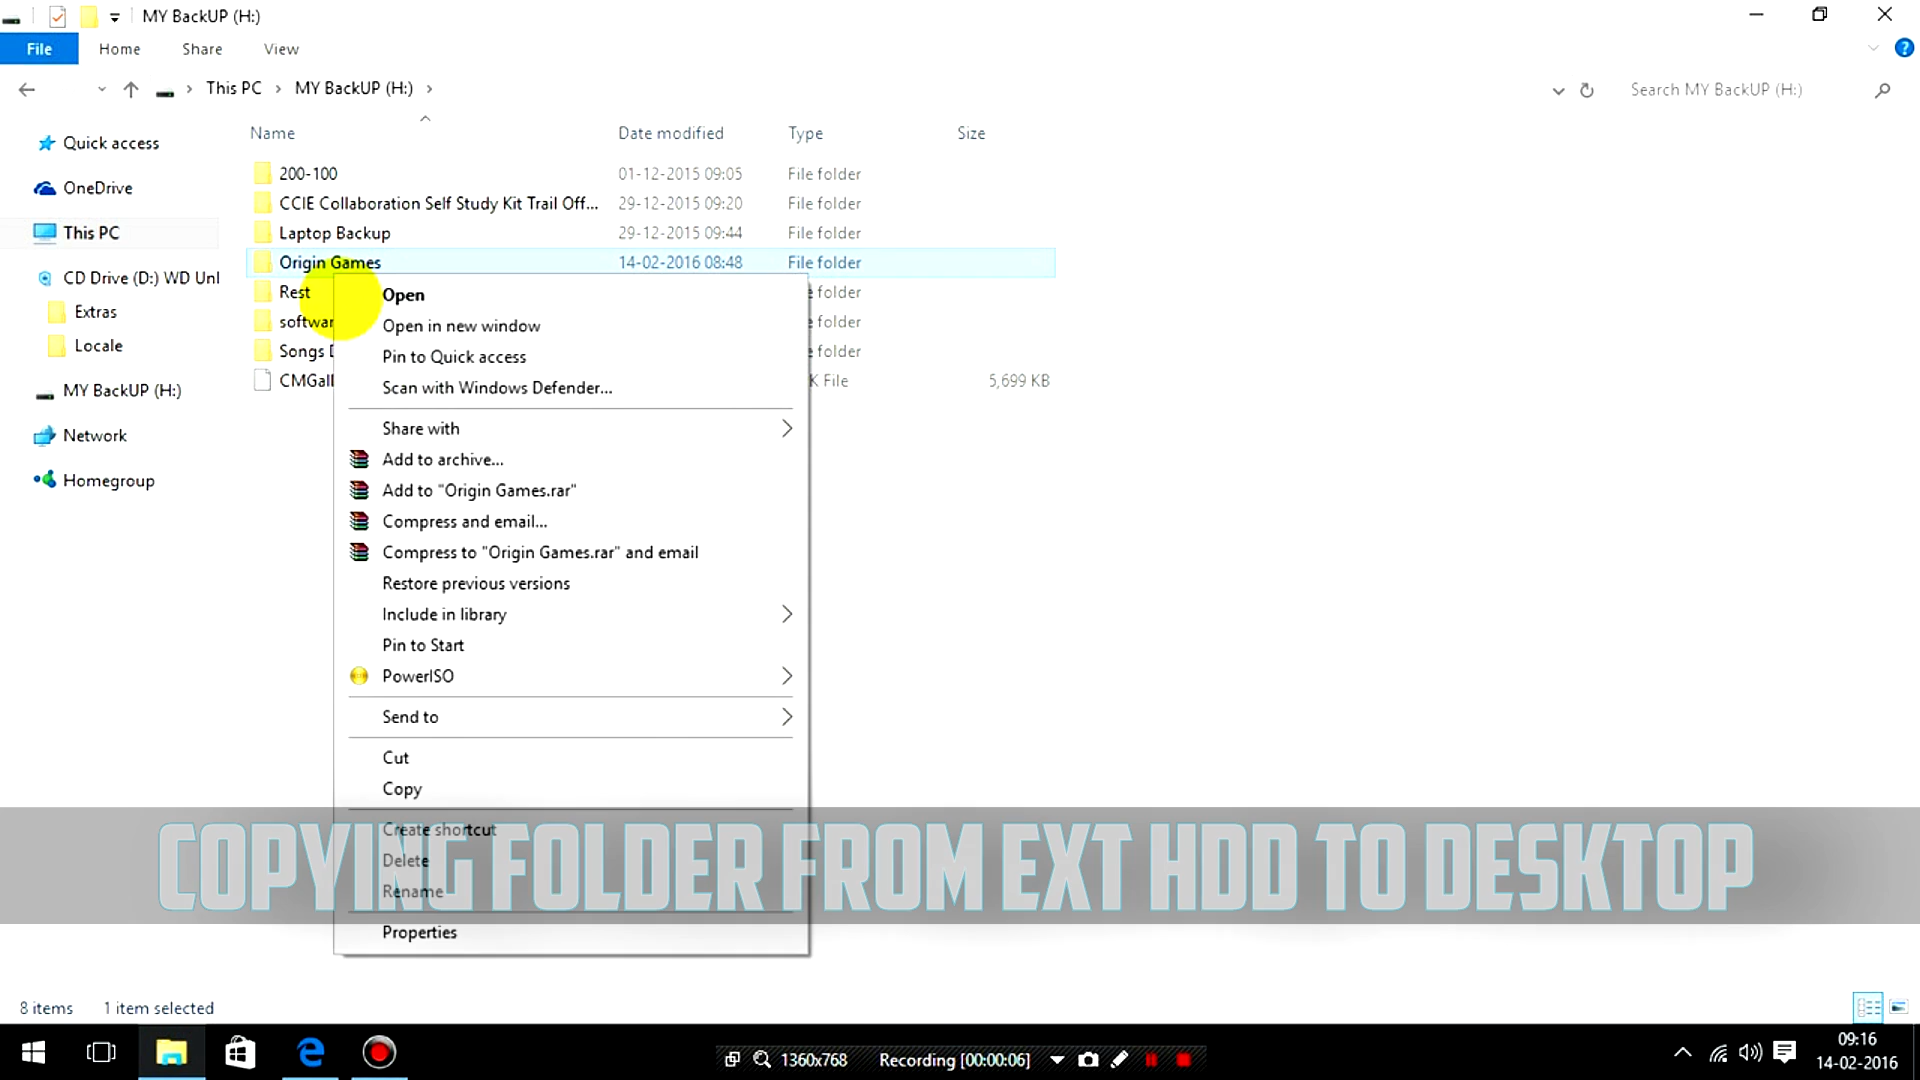 MY BackUP (H:)
File Home Share View
This PC MY BackUP (H:) Search MY BackUP (H:)
Name Date modified Type Size
Quick access
OneDrive
This PC
CD Drive (D:) WD Unl
Extras
Locale
MY BackUP (H:)
Network
Homegroup
200-100 01-12-2015 09:05 File folder
CCIE Collaboration Self Study Kit Trail Off... 29-12-2015 09:20 File folder
Laptop Backup 29-12-2015 09:44 File folder
Origin Games 14-02-2016 08:48 File folder
Rest folder
softwar folder
Songs folder
CMGal K File 5,699 KB
Open
Open in new window
Pin to Quick access
Scan with Windows Defender...
Share with
Add to archive...
Add to "Origin Games.rar"
Compress and email...
Compress to "Origin Games.rar" and email
Restore previous versions
Include in library
Pin to Start
PowerISO
Send to
Cut
Copy
Create shortcut
Delete
Rename
Properties
COPYING FOLDER FROM EXT HDD TO DESKTOP
8 items 1 item selected
1360x768 Recording [00:00:06]
09:16
14-02-2016